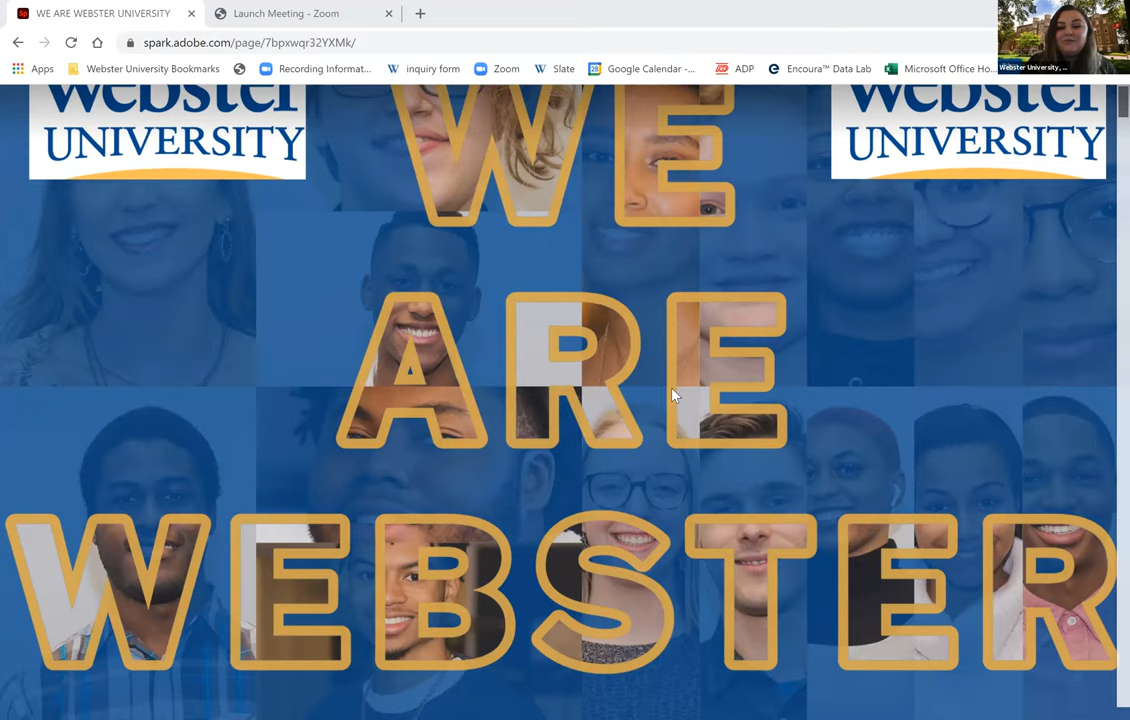 WE ARE WEBSTER UNIVERSITY
Launch Meeting - Zoom
spark.adobe.com/page/7bpxwqr32YXMk/
Apps
Webster University Bookmarks
Recording Informat...
inquiry form
Zoom
Slate
28
Google Calendar -...
ADP
Encoura™ Data Lab
Microsoft Office Ho...
Webster University, ...
Webster
UNIVERSITY
Webster
UNIVERSITY
WE
ARE
WEBSTER